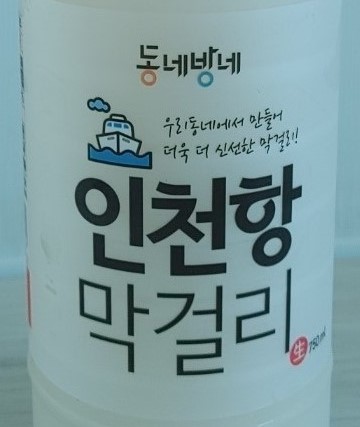 동네방네
우리동네에서 만들어
더욱 더 신선한 막걸리!
인천항
막걸리
生 750㎖